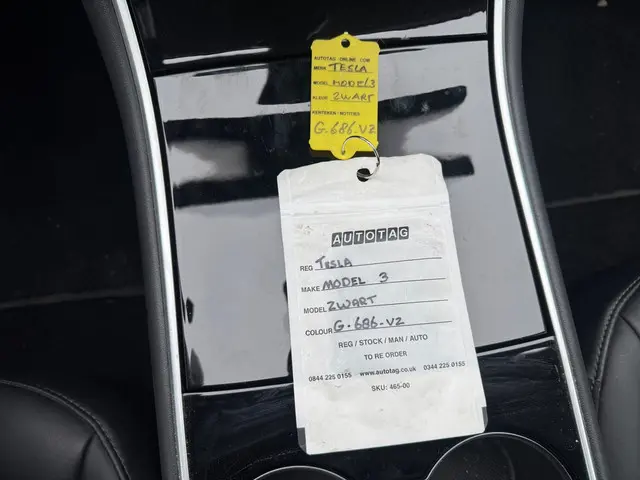 AUTOTAG-ONLINE.COM
MERK TESLA
MODEL MODEL 3
KLEUR ZWART
KENTEKEN / NOTITIES
G.686.VZ
AUTOTAG
REG TESLA
MAKE MODEL 3
MODEL ZWART
COLOUR G.686-VZ
REG / STOCK / MAN / AUTO
TO RE ORDER
0844 225 0155 www.autotag.co.uk 0344 225 0155
SKU: 465-00